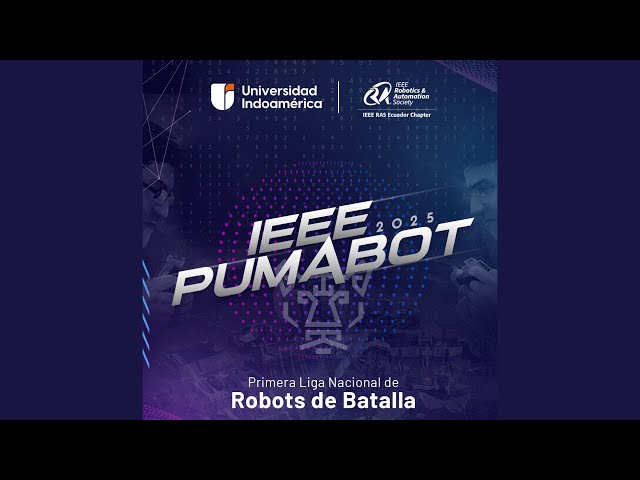 Universidad
Indoamérica
IEEE
Robotics &
Automation
Society
IEEE RAS Ecuador Chapter
IEEE 2025
PUMABOT
Primera Liga Nacional de
Robots de Batalla